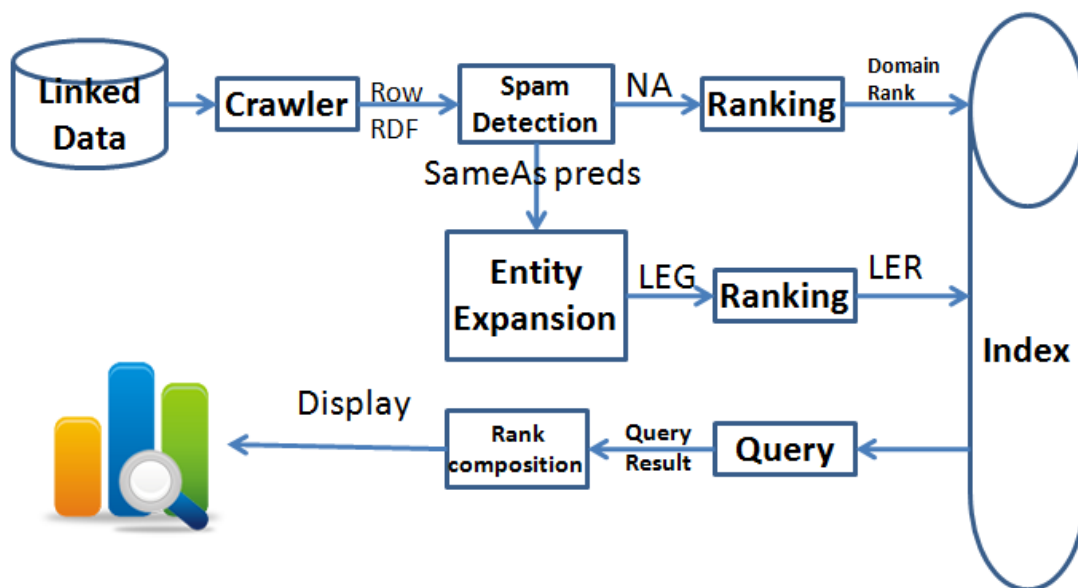 Linked
Data
Crawler
Row
RDF
Spam
Detection
NA
Ranking
Domain
Rank
SameAs preds
Entity
Expansion
LEG
Ranking
LER
Index
Display
Rank
composition
Query
Result
Query